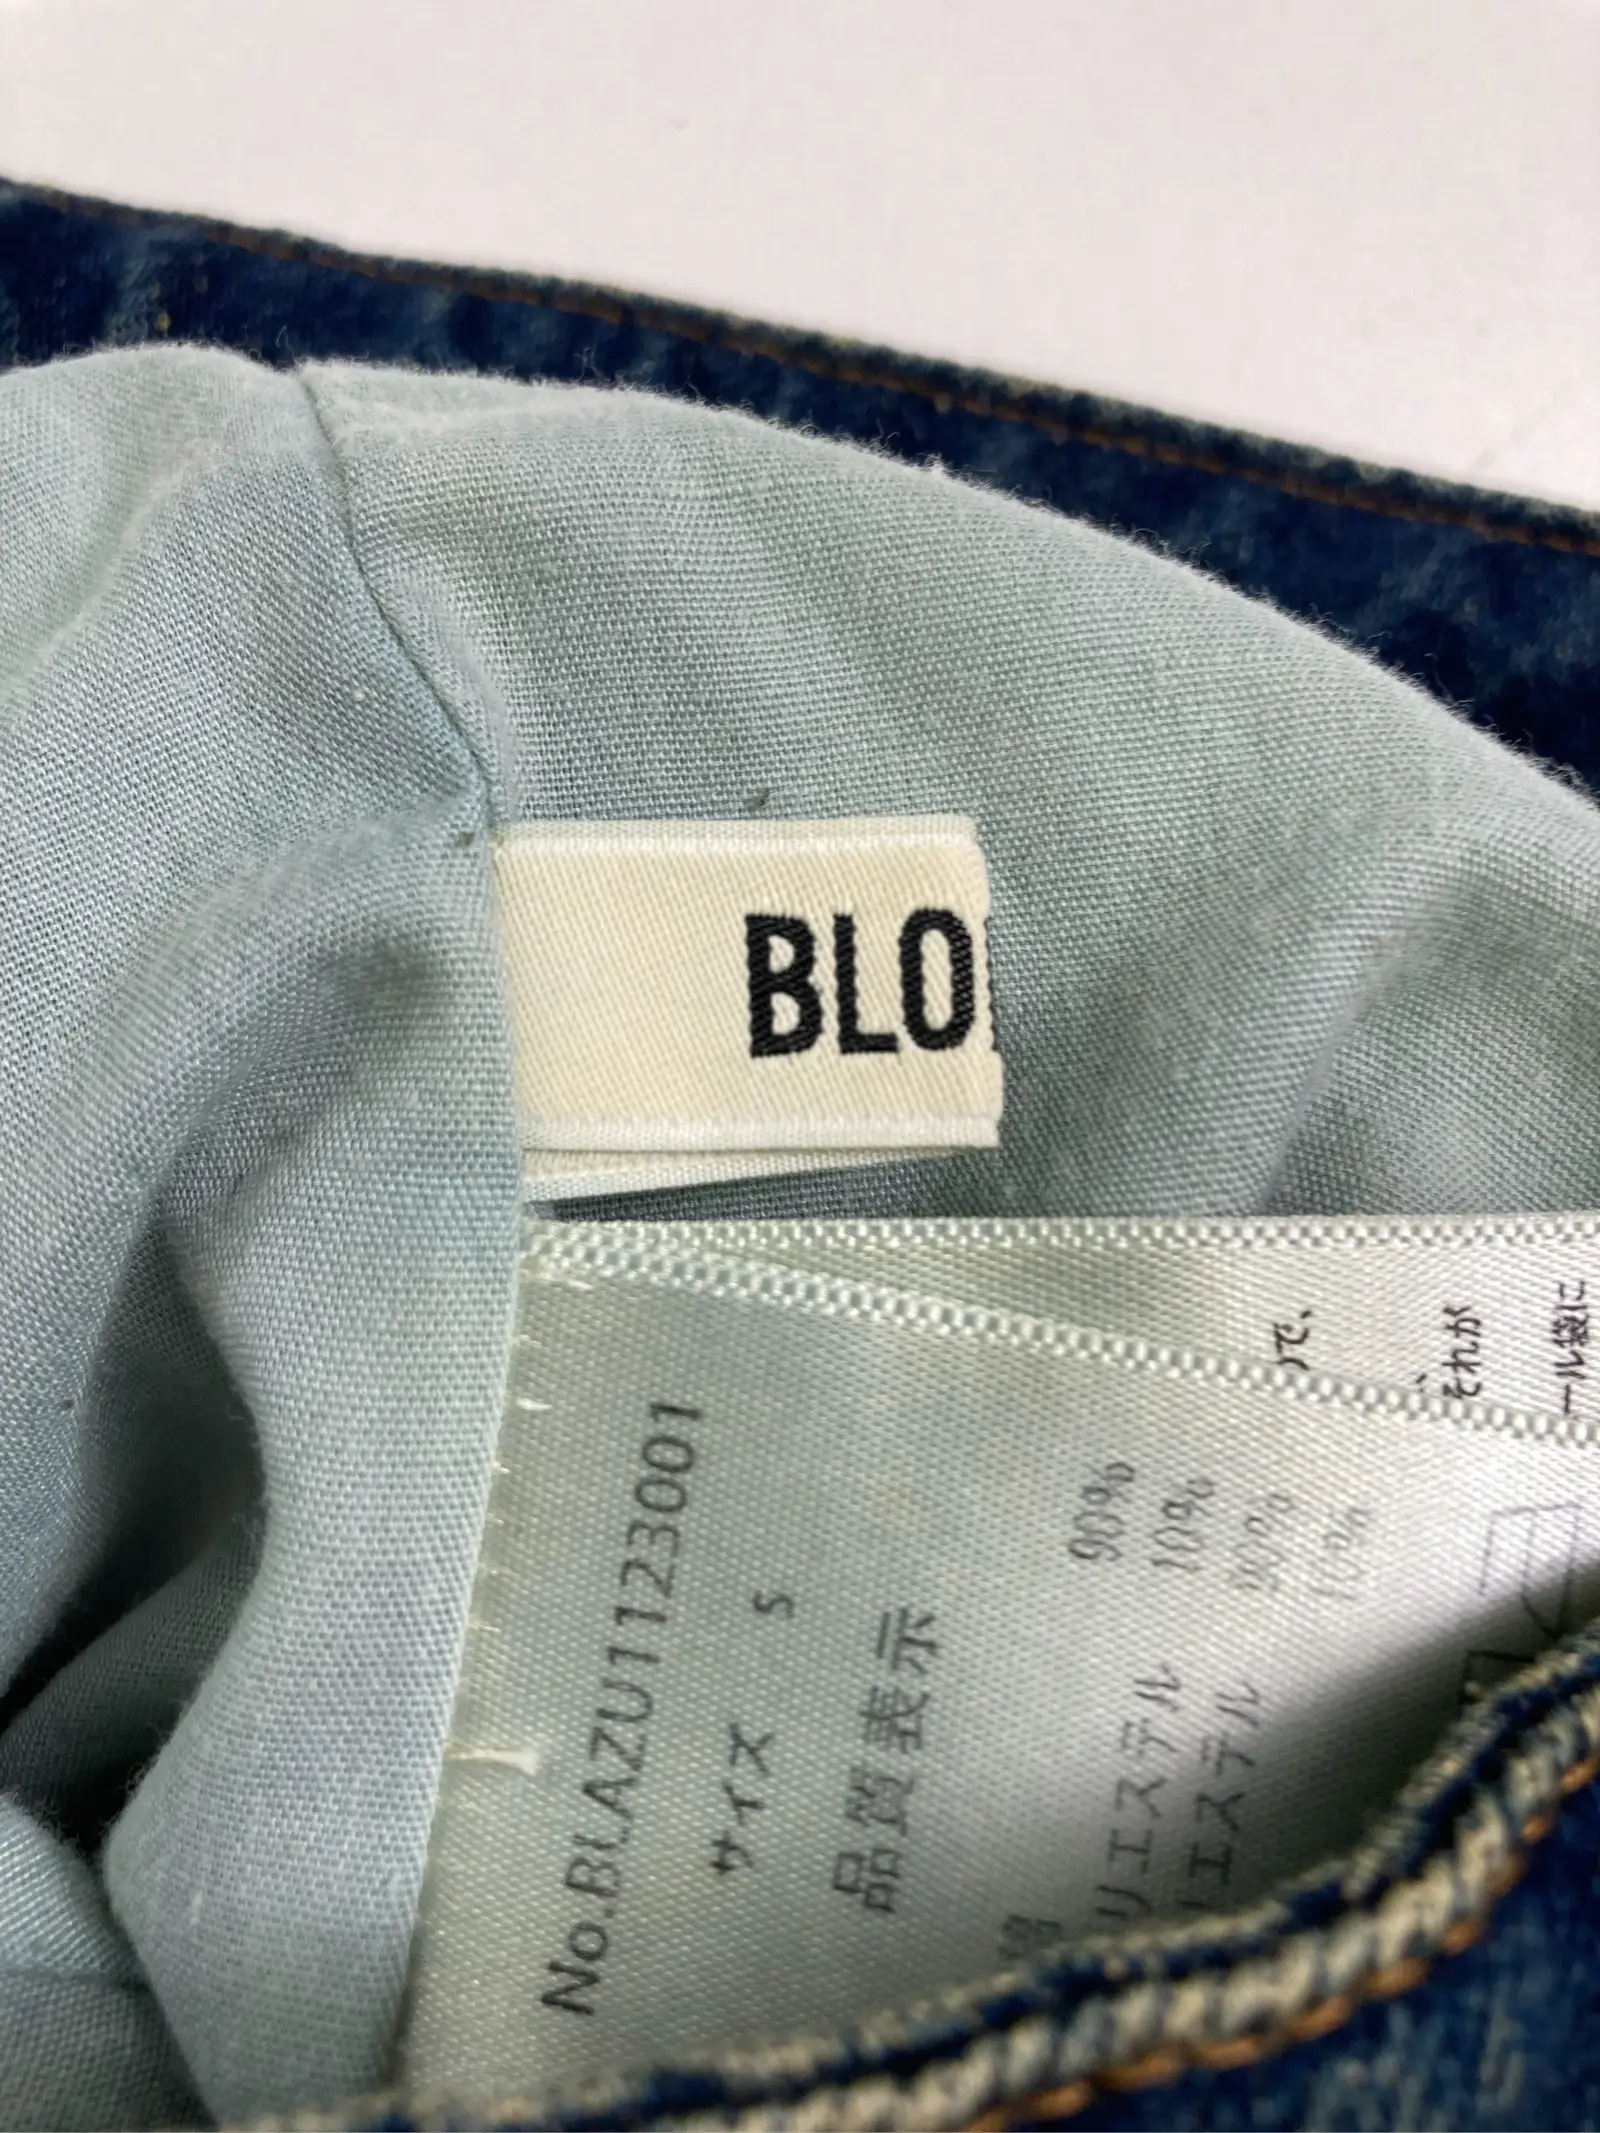 BLO
No.BLAZU1123001
サイズ S
品質表示
リエステル 90%
エステル 10%
90%
10%
で、
それが
ール袋に